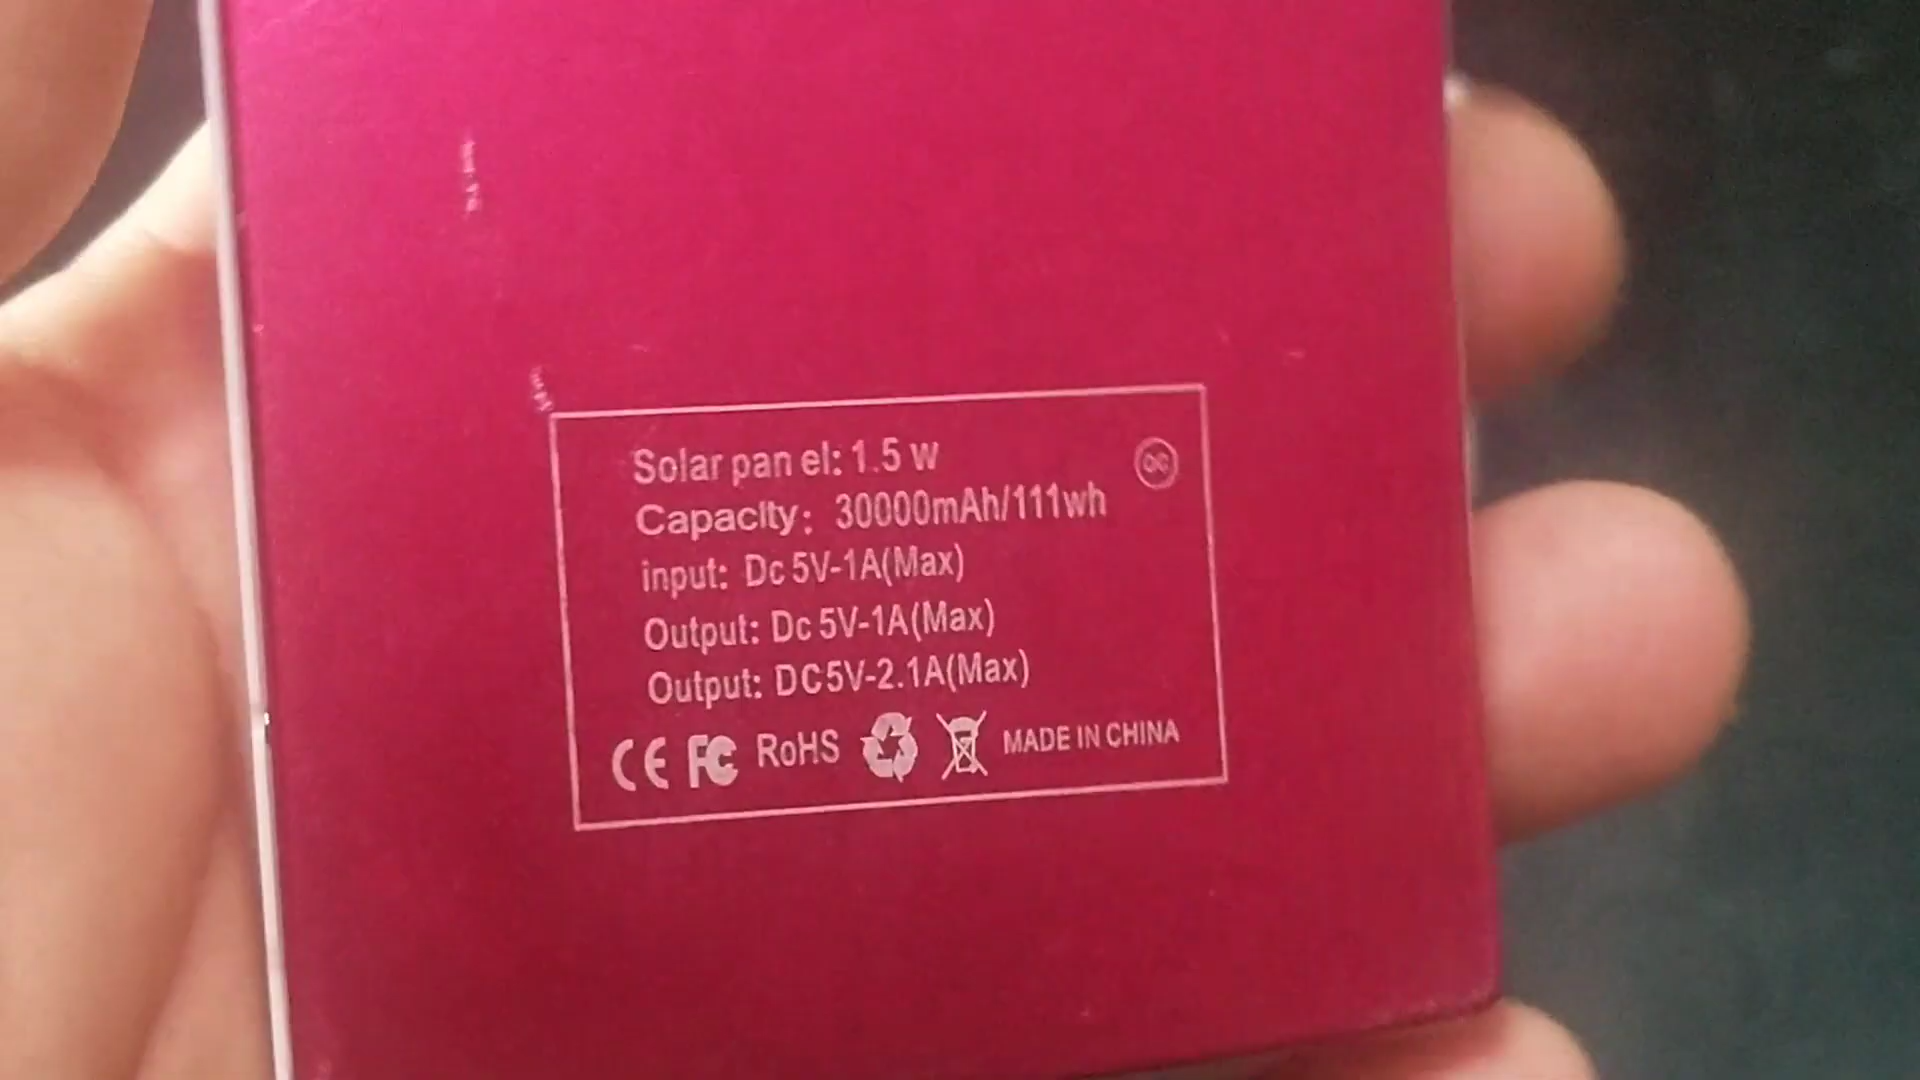 Solar pan el: 1.5 w
QC
Capacity: 30000mAh/111wh
input: Dc 5V-1A(Max)
Output: Dc 5V-1A(Max)
Output: DC5V-2.1A(Max)
CE FC RoHS MADE IN CHINA